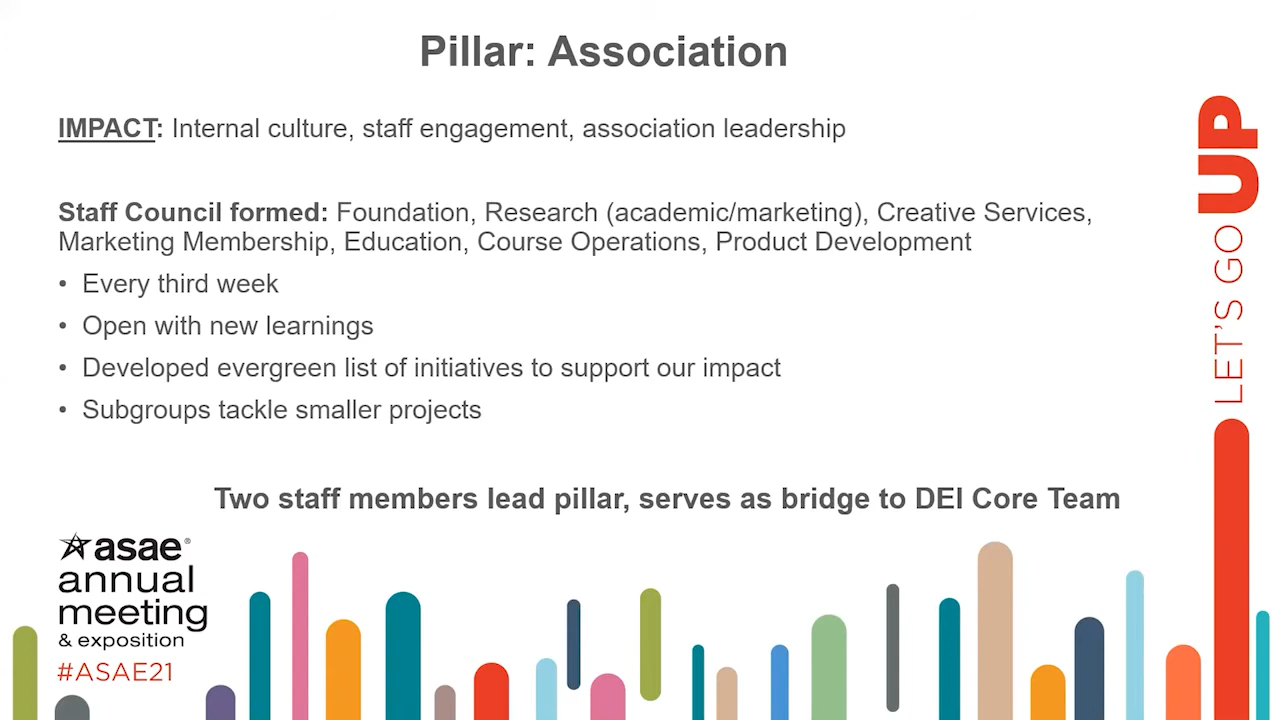 Pillar: Association
IMPACT: Internal culture, staff engagement, association leadership
Staff Council formed: Foundation, Research (academic/marketing), Creative Services,
Marketing Membership, Education, Course Operations, Product Development
• Every third week
• Open with new learnings
• Developed evergreen list of initiatives to support our impact
• Subgroups tackle smaller projects
Two staff members lead pillar, serves as bridge to DEI Core Team
asae®
annual
meeting
& exposition
#ASAE21
LET'S GO UP